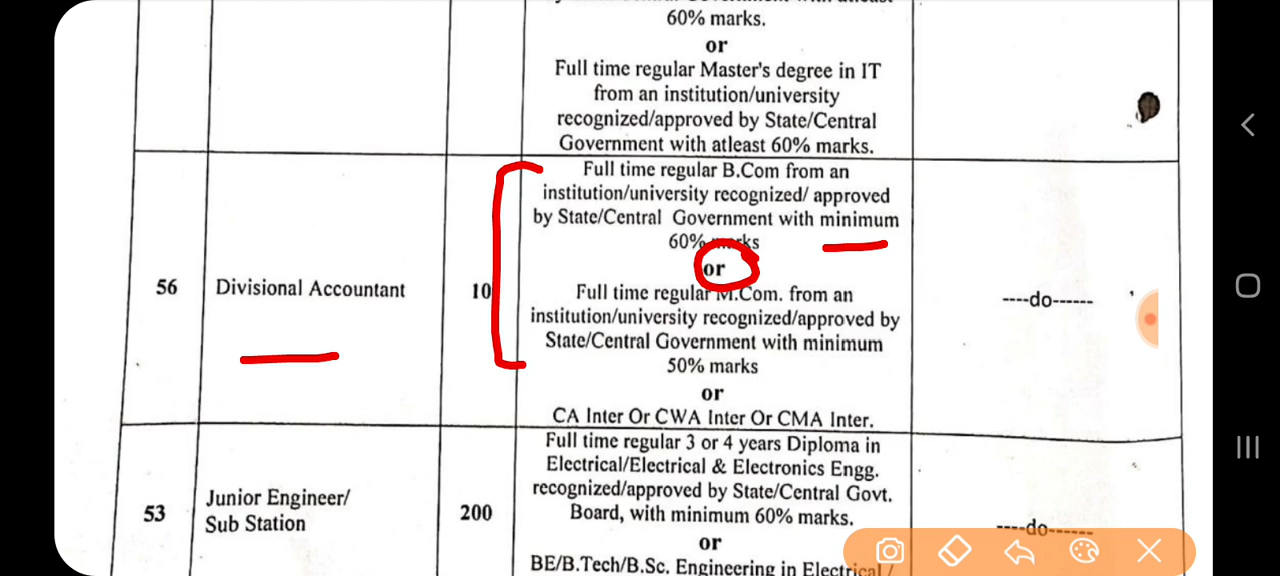 60% marks.
or
Full time regular Master's degree in IT
from an institution/university
recognized/approved by State/Central
Government with atleast 60% marks.
56
Divisional Accountant
10
Full time regular B.Com from an
institution/university recognized/ approved
by State/Central Government with minimum
60% marks
or
Full time regular M.Com. from an
institution/university recognized/approved by
State/Central Government with minimum
50% marks
or
CA Inter Or CWA Inter Or CMA Inter.
----do------
53
Junior Engineer/
Sub Station
200
Full time regular 3 or 4 years Diploma in
Electrical/Electrical & Electronics Engg.
recognized/approved by State/Central Govt.
Board, with minimum 60% marks.
or
BE/B.Tech/B.Sc. Engineering in Electrical /
----do------